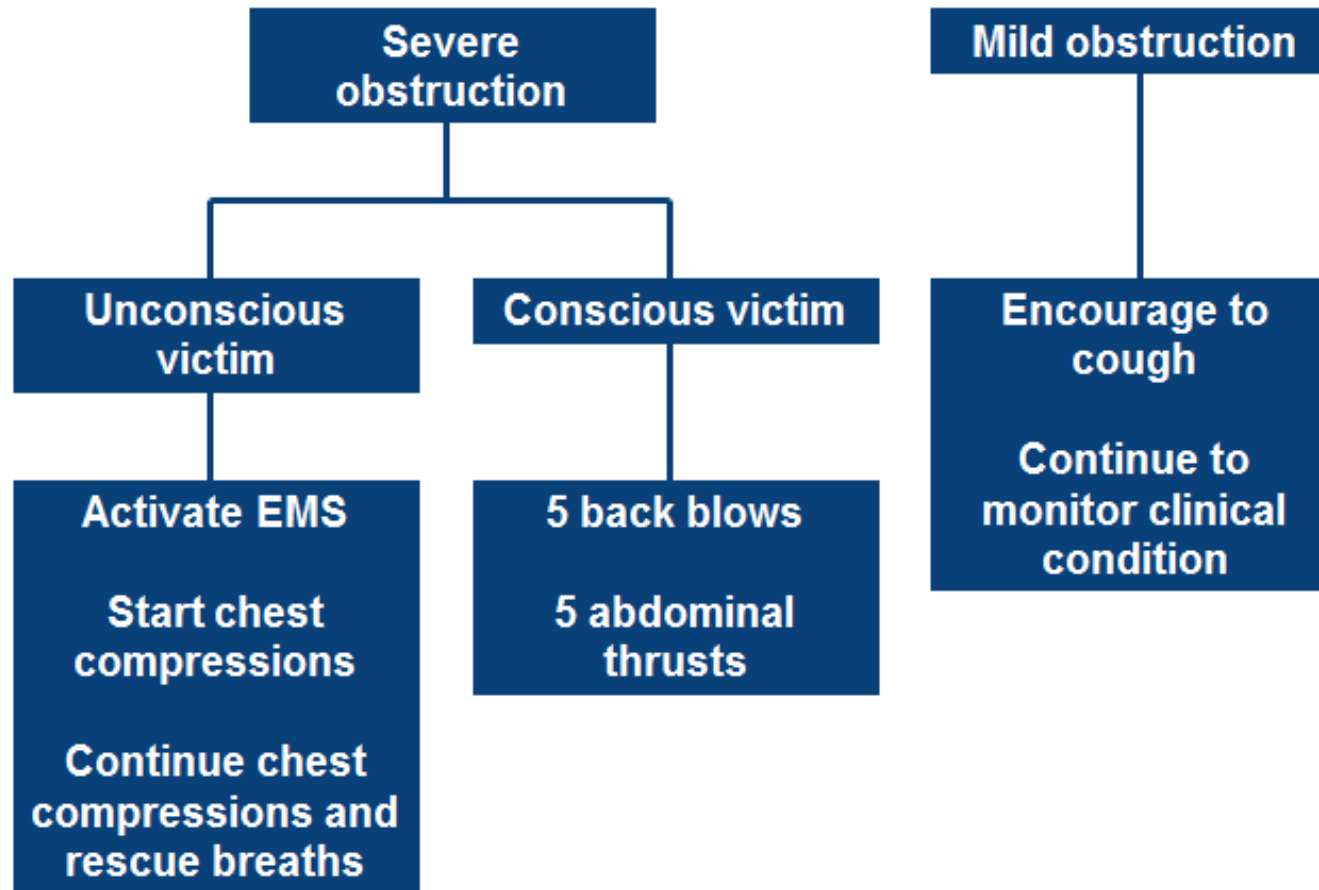 Severe
obstruction
Mild obstruction
Unconscious
victim
Conscious victim
Encourage to
cough
Continue to
monitor clinical
condition
Activate EMS
Start chest
compressions
Continue chest
compressions and
rescue breaths
5 back blows
5 abdominal
thrusts